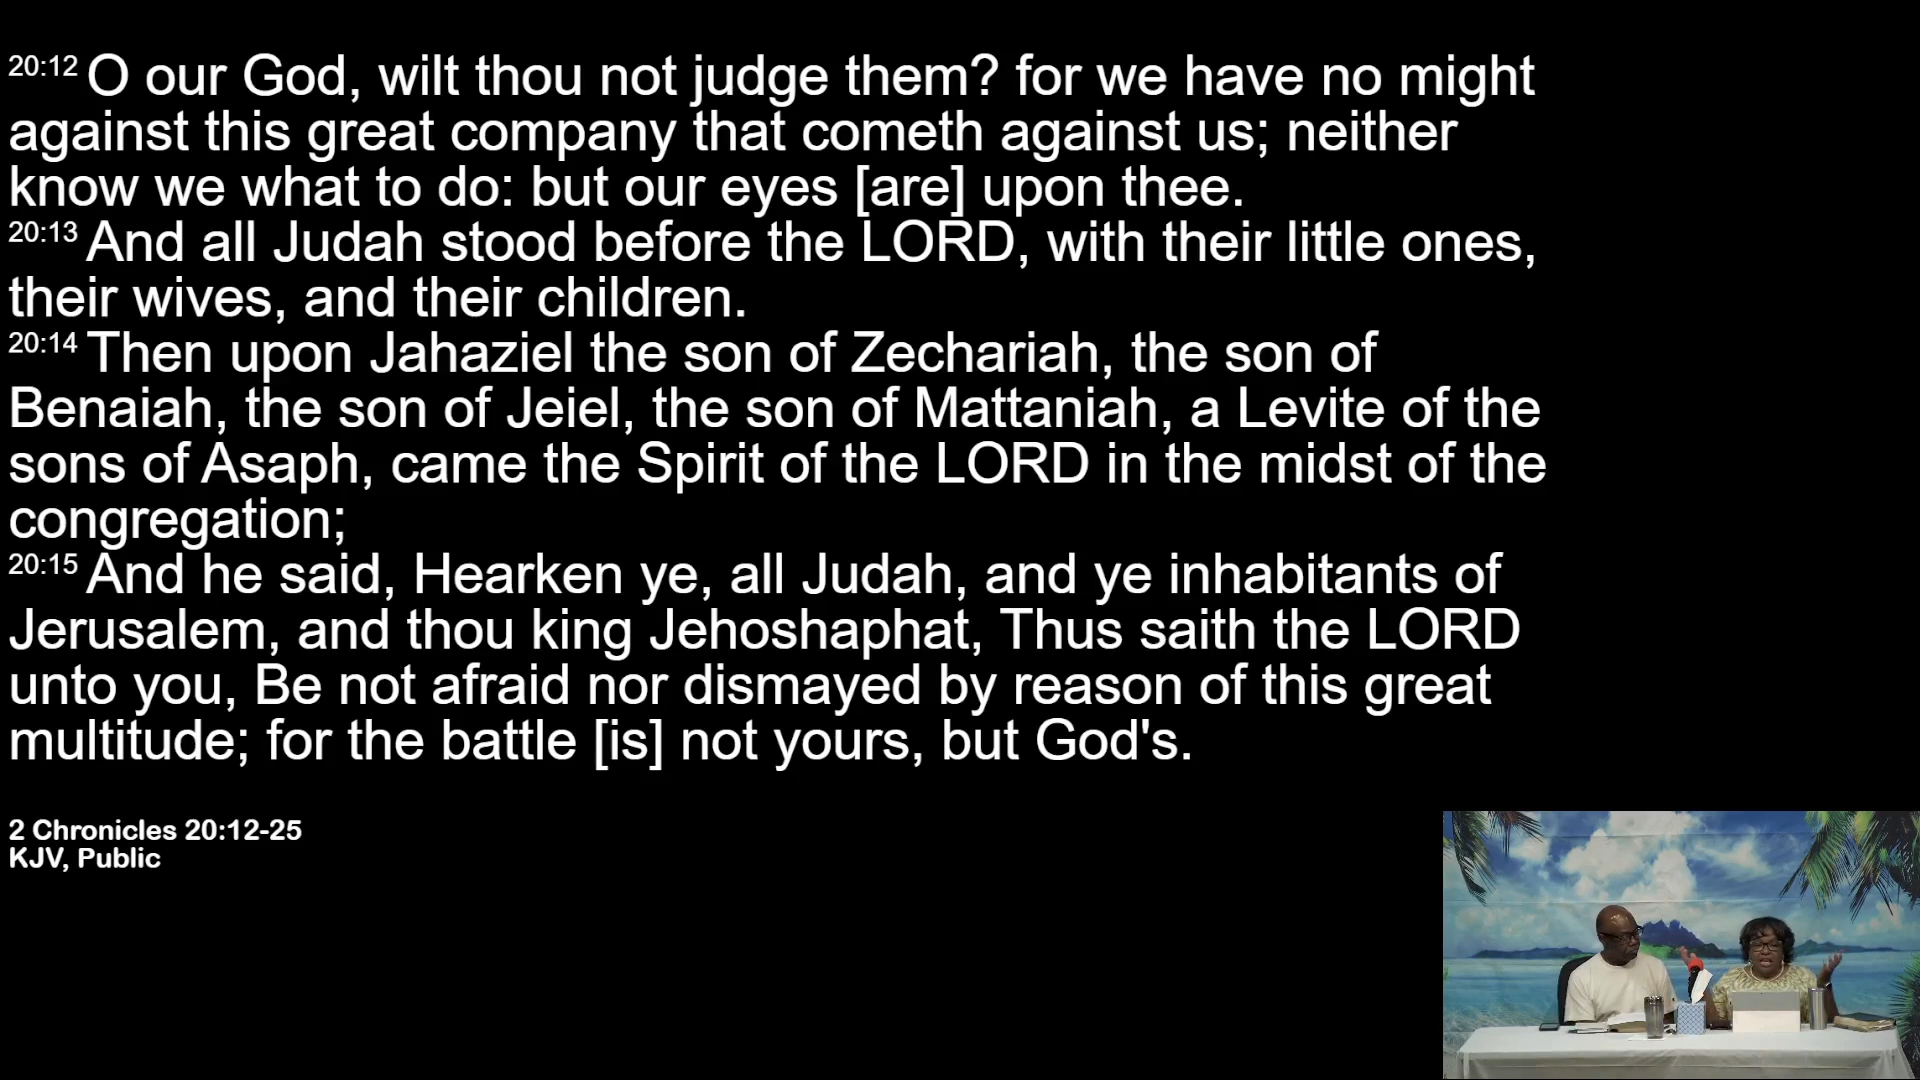 20:12 O our God, wilt thou not judge them? for we have no might
against this great company that cometh against us; neither
know we what to do: but our eyes [are] upon thee.
20:13 And all Judah stood before the LORD, with their little ones,
their wives, and their children.
20:14 Then upon Jahaziel the son of Zechariah, the son of
Benaiah, the son of Jeiel, the son of Mattaniah, a Levite of the
sons of Asaph, came the Spirit of the LORD in the midst of the
congregation;
20:15 And he said, Hearken ye, all Judah, and ye inhabitants of
Jerusalem, and thou king Jehoshaphat, Thus saith the LORD
unto you, Be not afraid nor dismayed by reason of this great
multitude; for the battle [is] not yours, but God's.
2 Chronicles 20:12-25
KJV, Public